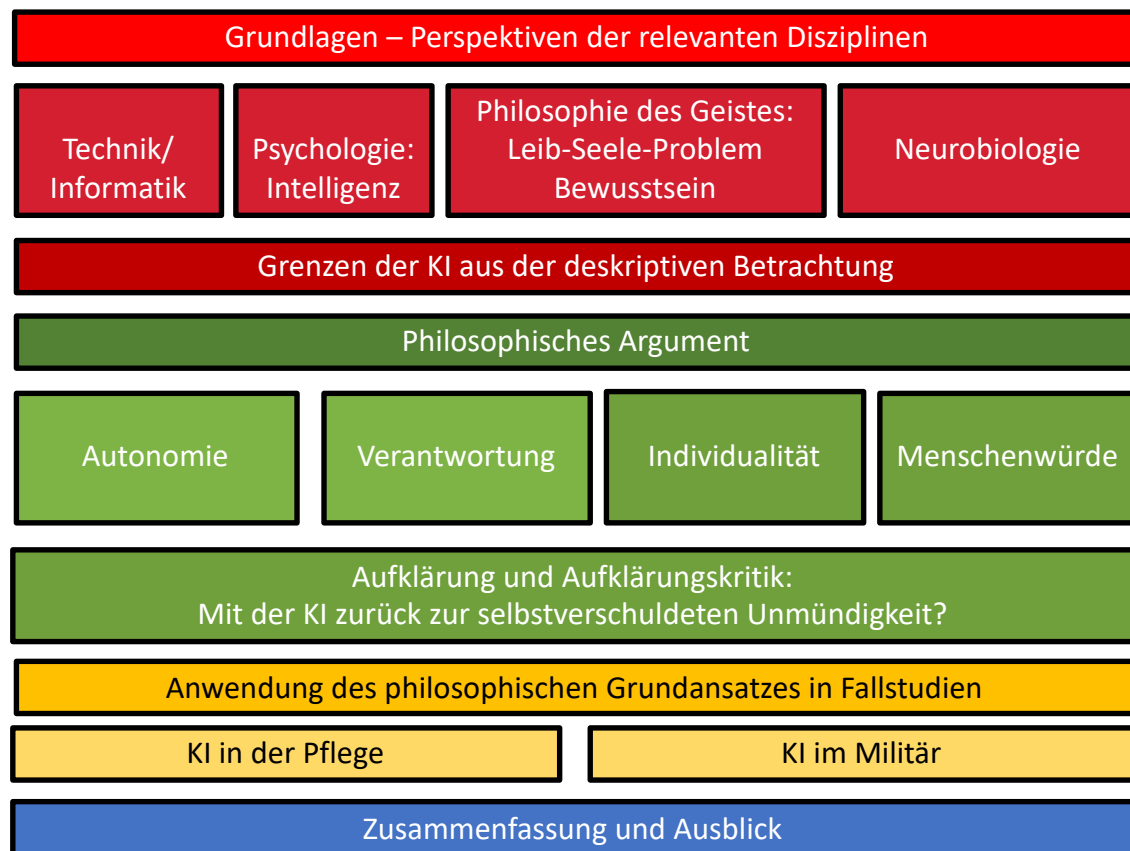 Grundlagen – Perspektiven der relevanten Disziplinen
Technik/
Informatik
Psychologie:
Intelligenz
Philosophie des Geistes:
Leib-Seele-Problem
Bewusstsein
Neurobiologie
Grenzen der KI aus der deskriptiven Betrachtung
Philosophisches Argument
Autonomie
Verantwortung
Individualität
Menschenwürde
Aufklärung und Aufklärungskritik:
Mit der KI zurück zur selbstverschuldeten Unmündigkeit?
Anwendung des philosophischen Grundansatzes in Fallstudien
KI in der Pflege
KI im Militär
Zusammenfassung und Ausblick